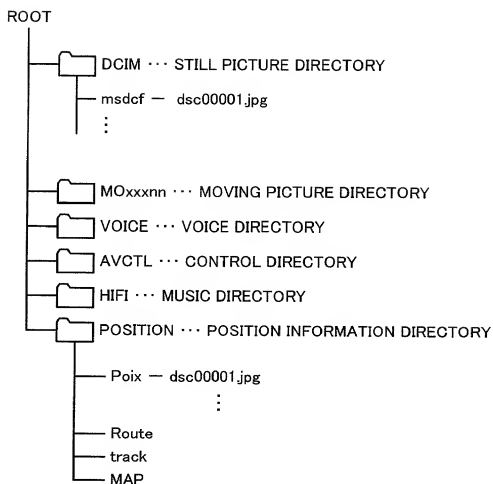 ROOT
DCIM ··· STILL PICTURE DIRECTORY
msdcf — dsc00001.jpg
⋮
MOxxxnn ··· MOVING PICTURE DIRECTORY
VOICE ··· VOICE DIRECTORY
AVCTL ··· CONTROL DIRECTORY
HIFI ··· MUSIC DIRECTORY
POSITION ··· POSITION INFORMATION DIRECTORY
Poix — dsc00001.jpg
⋮
Route
track
MAP